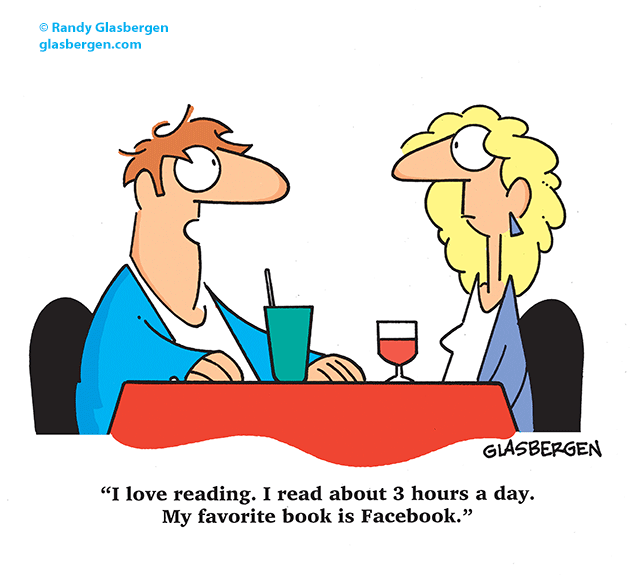 © Randy Glasbergen
glasbergen.com
GLASBERGEN
“I love reading. I read about 3 hours a day.
My favorite book is Facebook.”